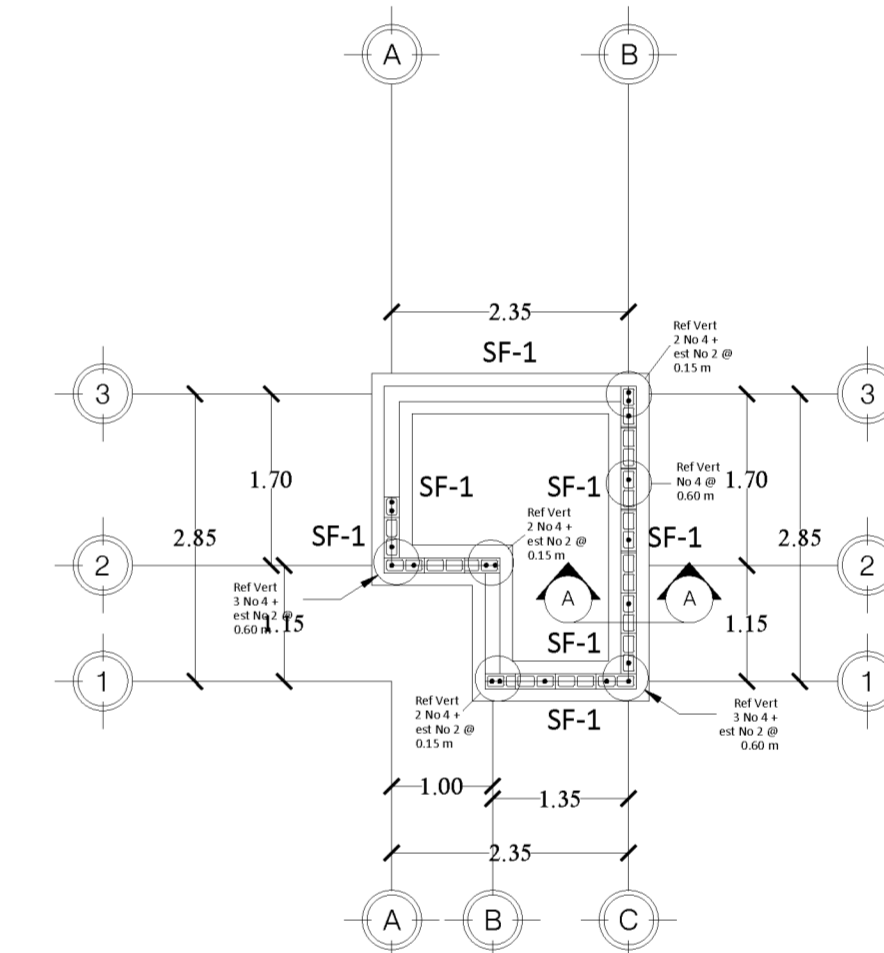 A
B
2.35
SF-1
Ref Vert
2 No 4 +
est No 2 @
0.15 m
3
3
1.70
SF-1
SF-1
Ref Vert
No 4 @
0.60 m
1.70
2.85
SF-1
Ref Vert
2 No 4 +
est No 2 @
0.15 m
SF-1
2.85
2
2
Ref Vert
3 No 4 +
est No 2 @
0.60 m
1.15
A
A
1.15
SF-1
1
1
Ref Vert
2 No 4 +
est No 2 @
0.15 m
SF-1
Ref Vert
3 No 4 +
est No 2 @
0.60 m
1.00
1.35
2.35
A
B
C